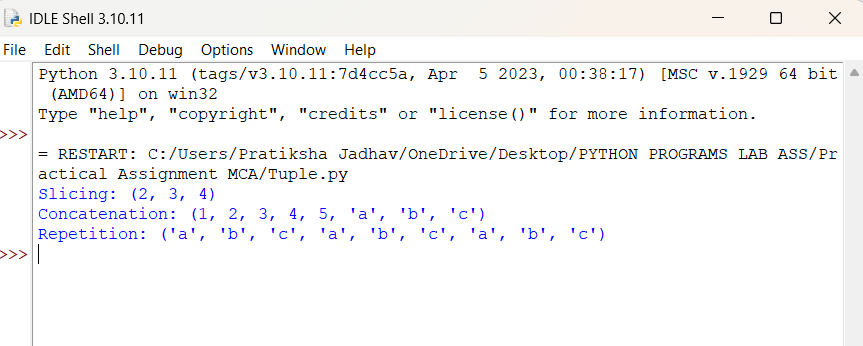 IDLE Shell 3.10.11
File Edit Shell Debug Options Window Help
Python 3.10.11 (tags/v3.10.11:7d4cc5a, Apr  5 2023, 00:38:17) [MSC v.1929 64 bit
 (AMD64)] on win32
Type "help", "copyright", "credits" or "license()" for more information.
>>>
= RESTART: C:/Users/Pratiksha Jadhav/OneDrive/Desktop/PYTHON PROGRAMS LAB ASS/Pr
actical Assignment MCA/Tuple.py
Slicing: (2, 3, 4)
Concatenation: (1, 2, 3, 4, 5, 'a', 'b', 'c')
Repetition: ('a', 'b', 'c', 'a', 'b', 'c', 'a', 'b', 'c')
>>>